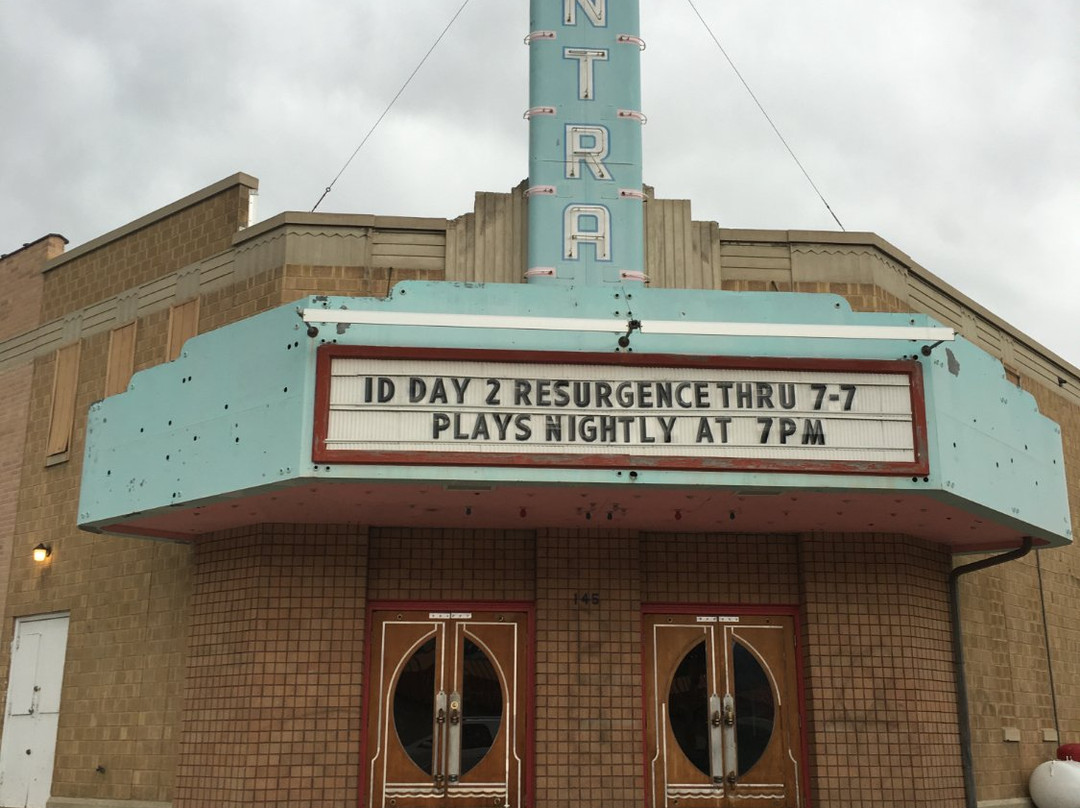 NTRA
ID DAY 2 RESURGENCE THRU 7-7
PLAYS NIGHTLY AT 7PM
145